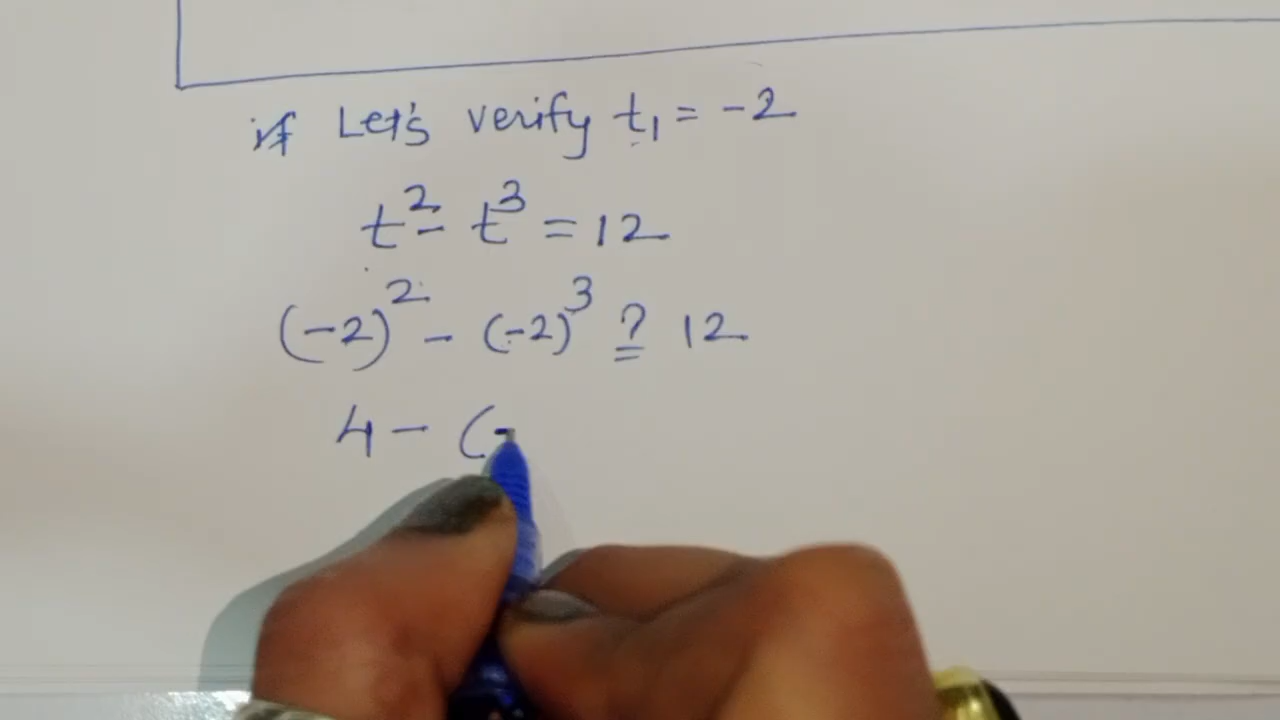 if Let's verify t₁ = -2
t² - t³ = 12
(-2)² - (-2)³ ≟ 12
4 - (-